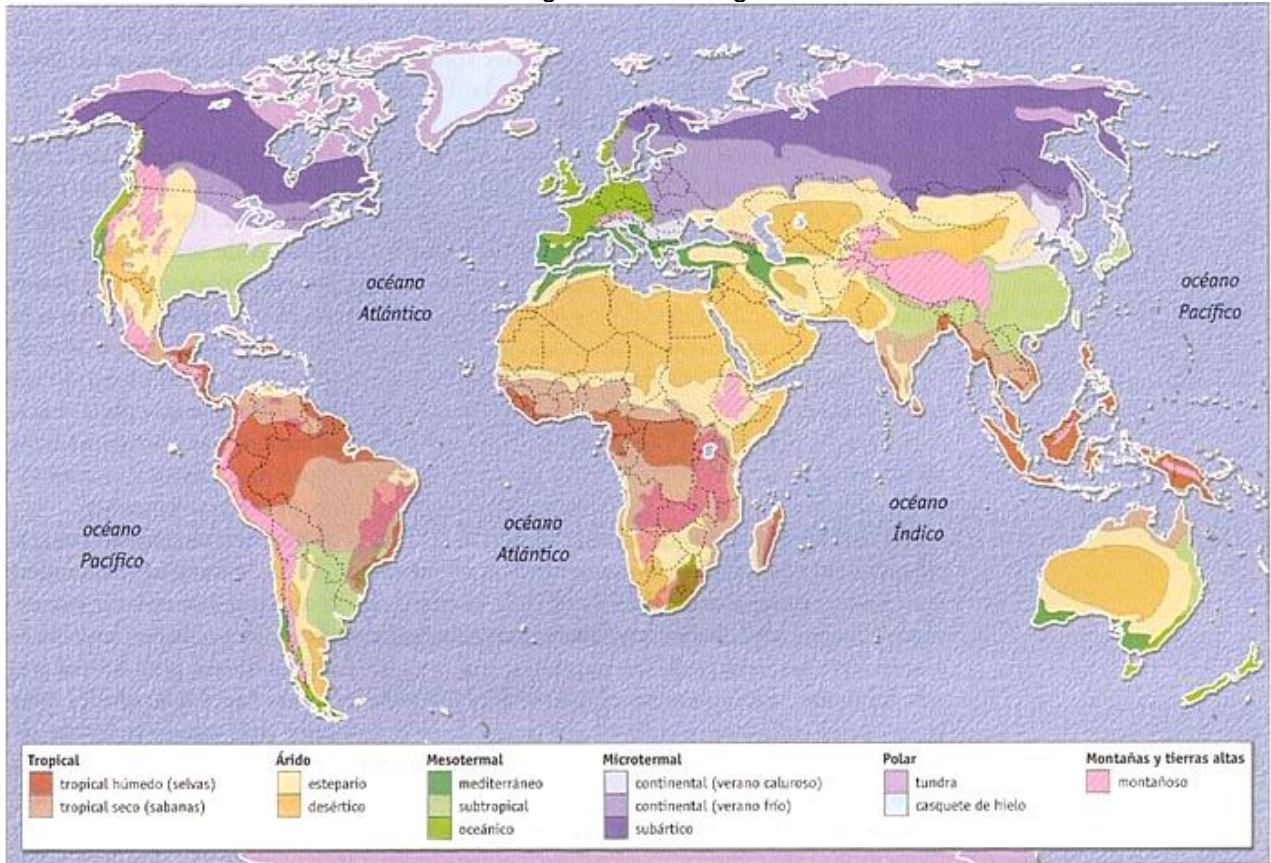 océano
Atlántico
océano
Pacífico
océano
Pacífico
océano
Atlántico
océano
Índico
Tropical
tropical húmedo (selvas)
tropical seco (sabanas)
Árido
estepario
desértico
Mesotermal
mediterráneo
subtropical
oceánico
Microtermal
continental (verano caluroso)
continental (verano frío)
subártico
Polar
tundra
casquete de hielo
Montañas y tierras altas
montañoso